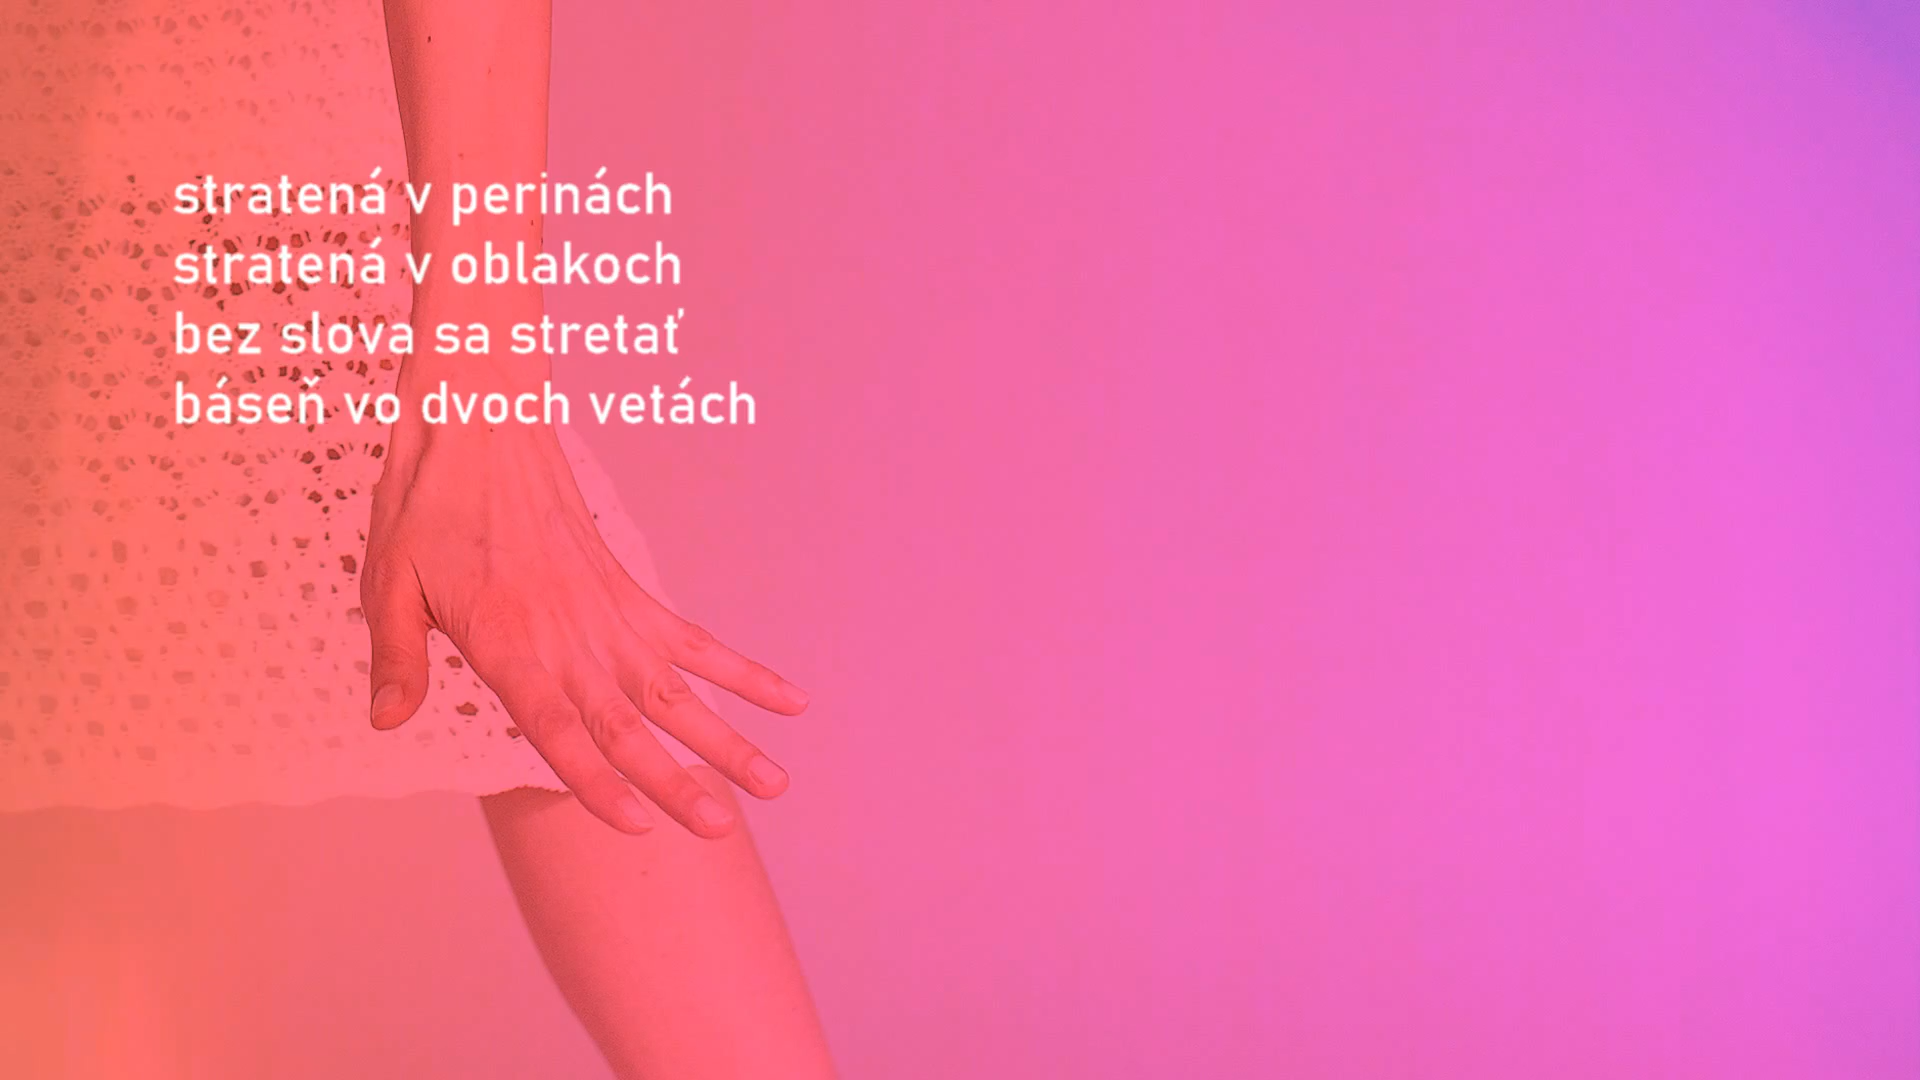 stratená v perinách
stratená v oblakoch
bez slova sa stretať
báseň vo dvoch vetách